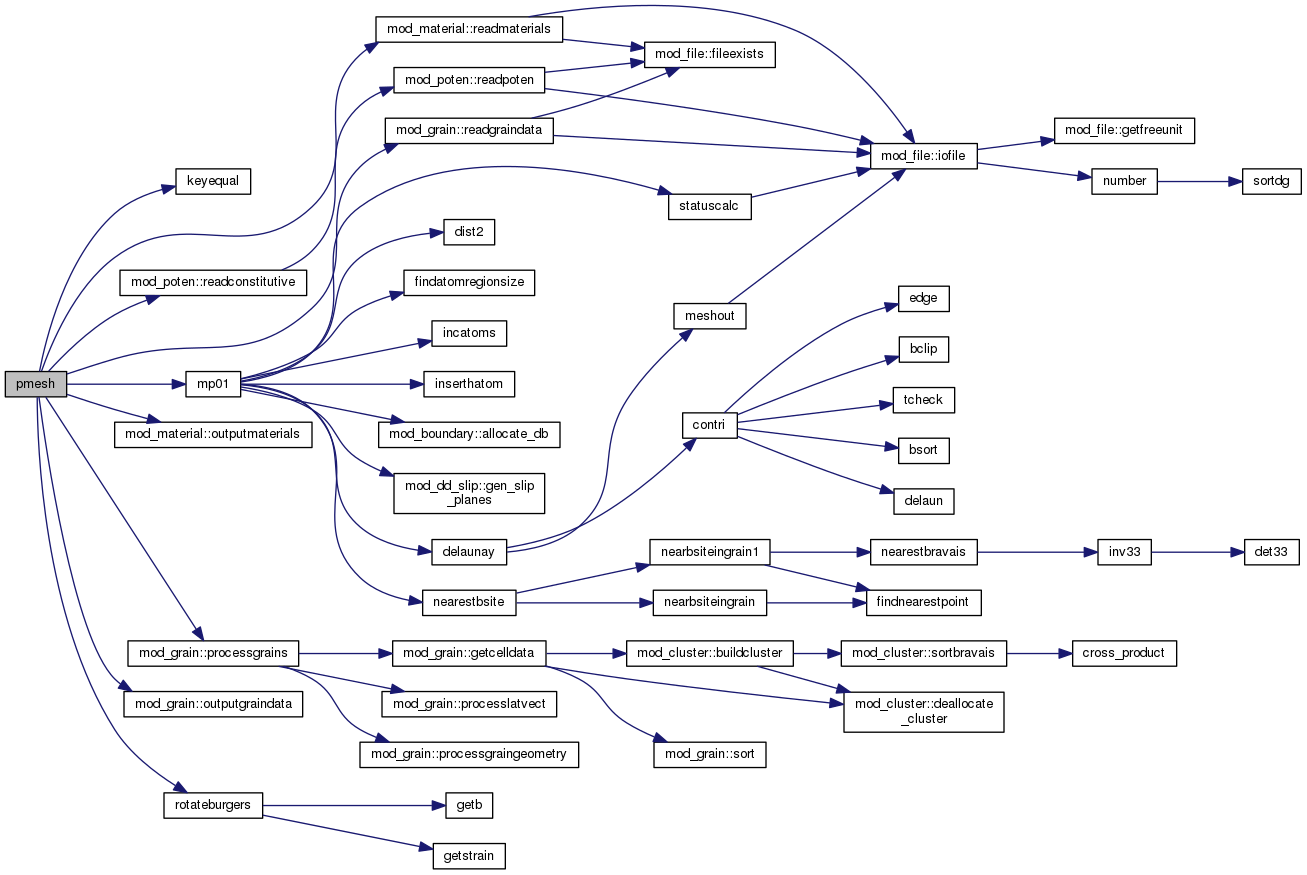 mod_material::readmaterials
mod_file::fileexists
mod_poten::readpoten
mod_grain::readgraindata
mod_file::getfreeunit
mod_file::iofile
keyequal
number
sortdg
statuscalc
dist2
mod_poten::readconstitutive
findatomregionsize
edge
meshout
incatoms
bclip
pmesh
mp01
inserthatom
tcheck
contri
mod_material::outputmaterials
mod_boundary::allocate_db
bsort
mod_dd_slip::gen_slip
_planes
delaun
delaunay
nearbsiteingrain1
nearestbravais
inv33
det33
nearestbsite
nearbsiteingrain
findnearestpoint
mod_grain::processgrains
mod_grain::getcelldata
mod_cluster::buildcluster
mod_cluster::sortbravais
cross_product
mod_grain::outputgraindata
mod_grain::processlatvect
mod_cluster::deallocate
_cluster
mod_grain::processgraingeometry
mod_grain::sort
rotateburgers
getb
getstrain